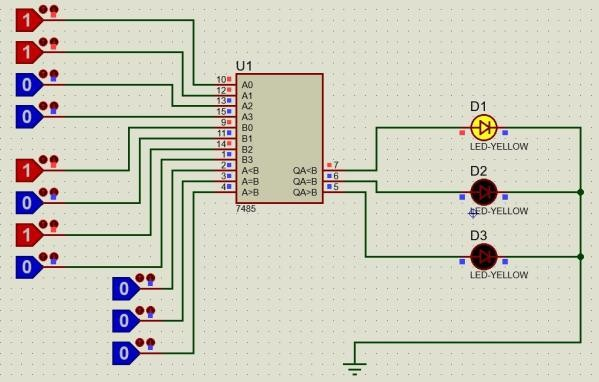 1
1
0
0
1
0
1
0
0
0
0
U1
10 A0
12 A1
13 A2
15 A3
9 B0
11 B1
14 B2
1 B3
2 A<B QA<B 7
3 A=B QA=B 6
4 A>B QA>B 5
7485
D1
LED-YELLOW
D2
LED-YELLOW
D3
LED-YELLOW